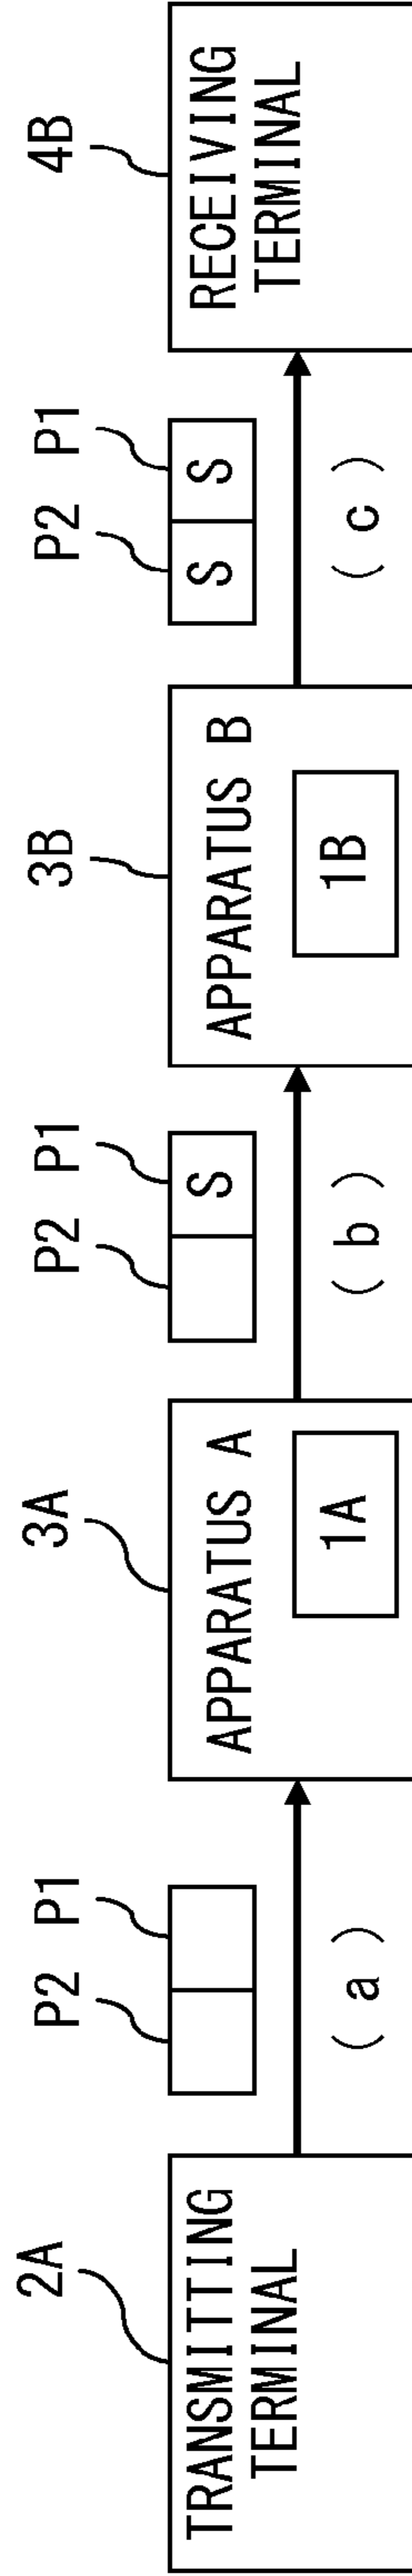 2A
TRANSMITTING
TERMINAL
P2 P1
( a )
3A
APPARATUS A
1A
P2 P1
S
( b )
3B
APPARATUS B
1B
P2 P1
S S
( c )
4B
RECEIVING
TERMINAL